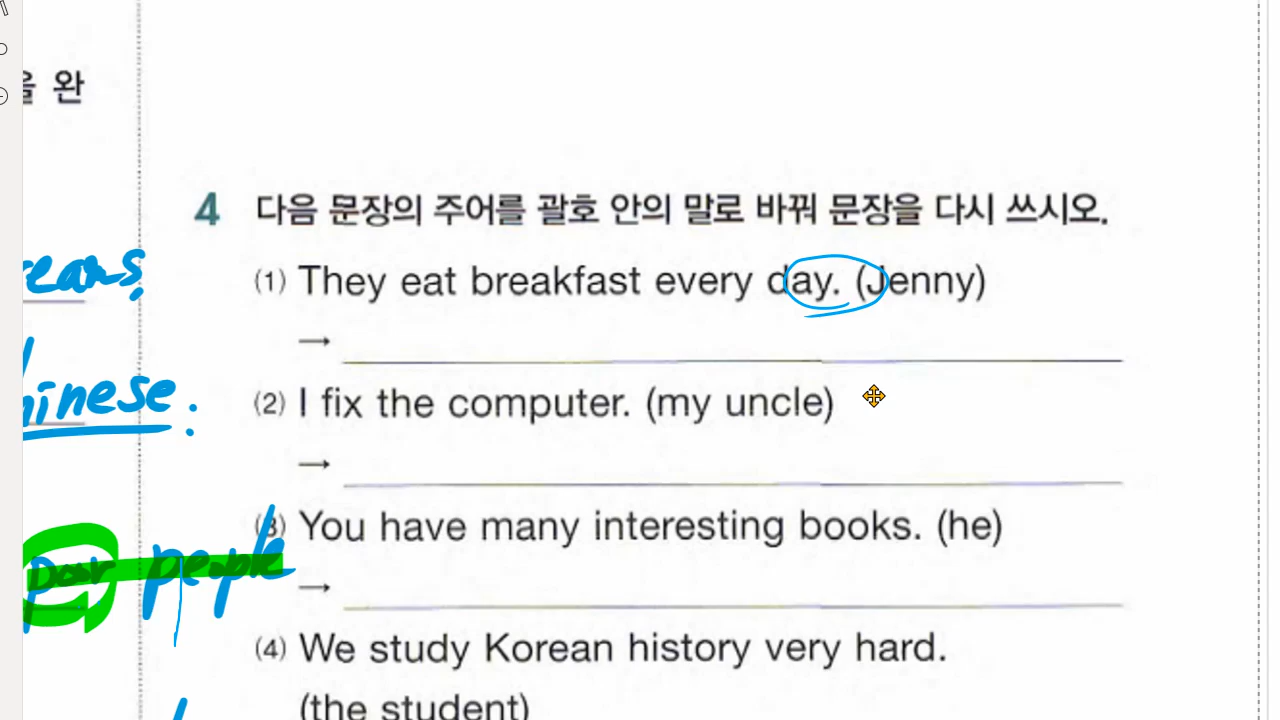 완
4 다음 문장의 주어를 괄호 안의 말로 바꿔 문장을 다시 쓰시오.
(1) They eat breakfast every day. (Jenny)
→
(2) I fix the computer. (my uncle)
→
(3) You have many interesting books. (he)
poor people
→
(4) We study Korean history very hard.
(the student)